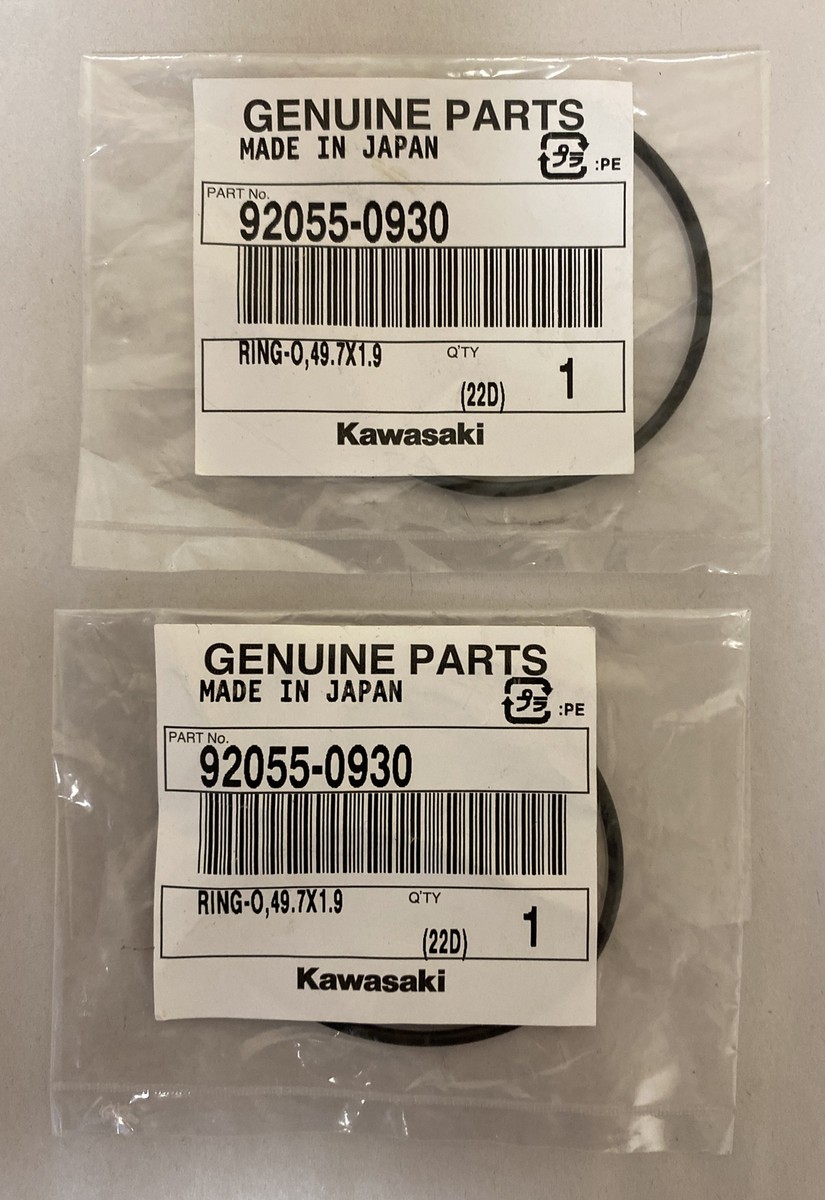 GENUINE PARTS
MADE IN JAPAN
プラ :PE
PART No.
92055-0930
RING-O,49.7X1.9 Q'TY
(22D) 1
Kawasaki
GENUINE PARTS
MADE IN JAPAN
プラ :PE
PART No.
92055-0930
RING-O,49.7X1.9 Q'TY
(22D) 1
Kawasaki